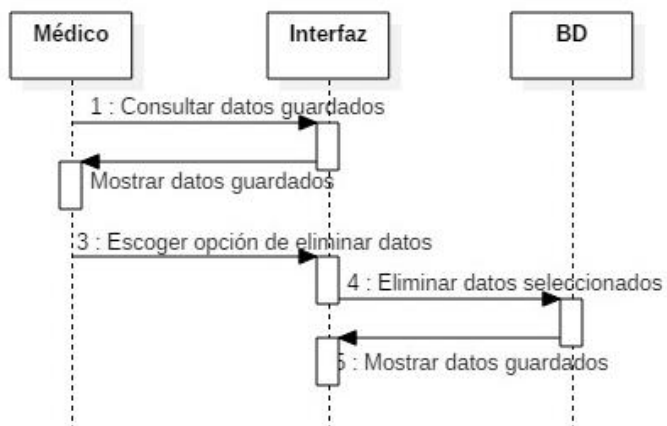 Médico
Interfaz
BD
1 : Consultar datos guardados
Mostrar datos guardados
3 : Escoger opción de eliminar datos
4 : Eliminar datos seleccionados
5 : Mostrar datos guardados